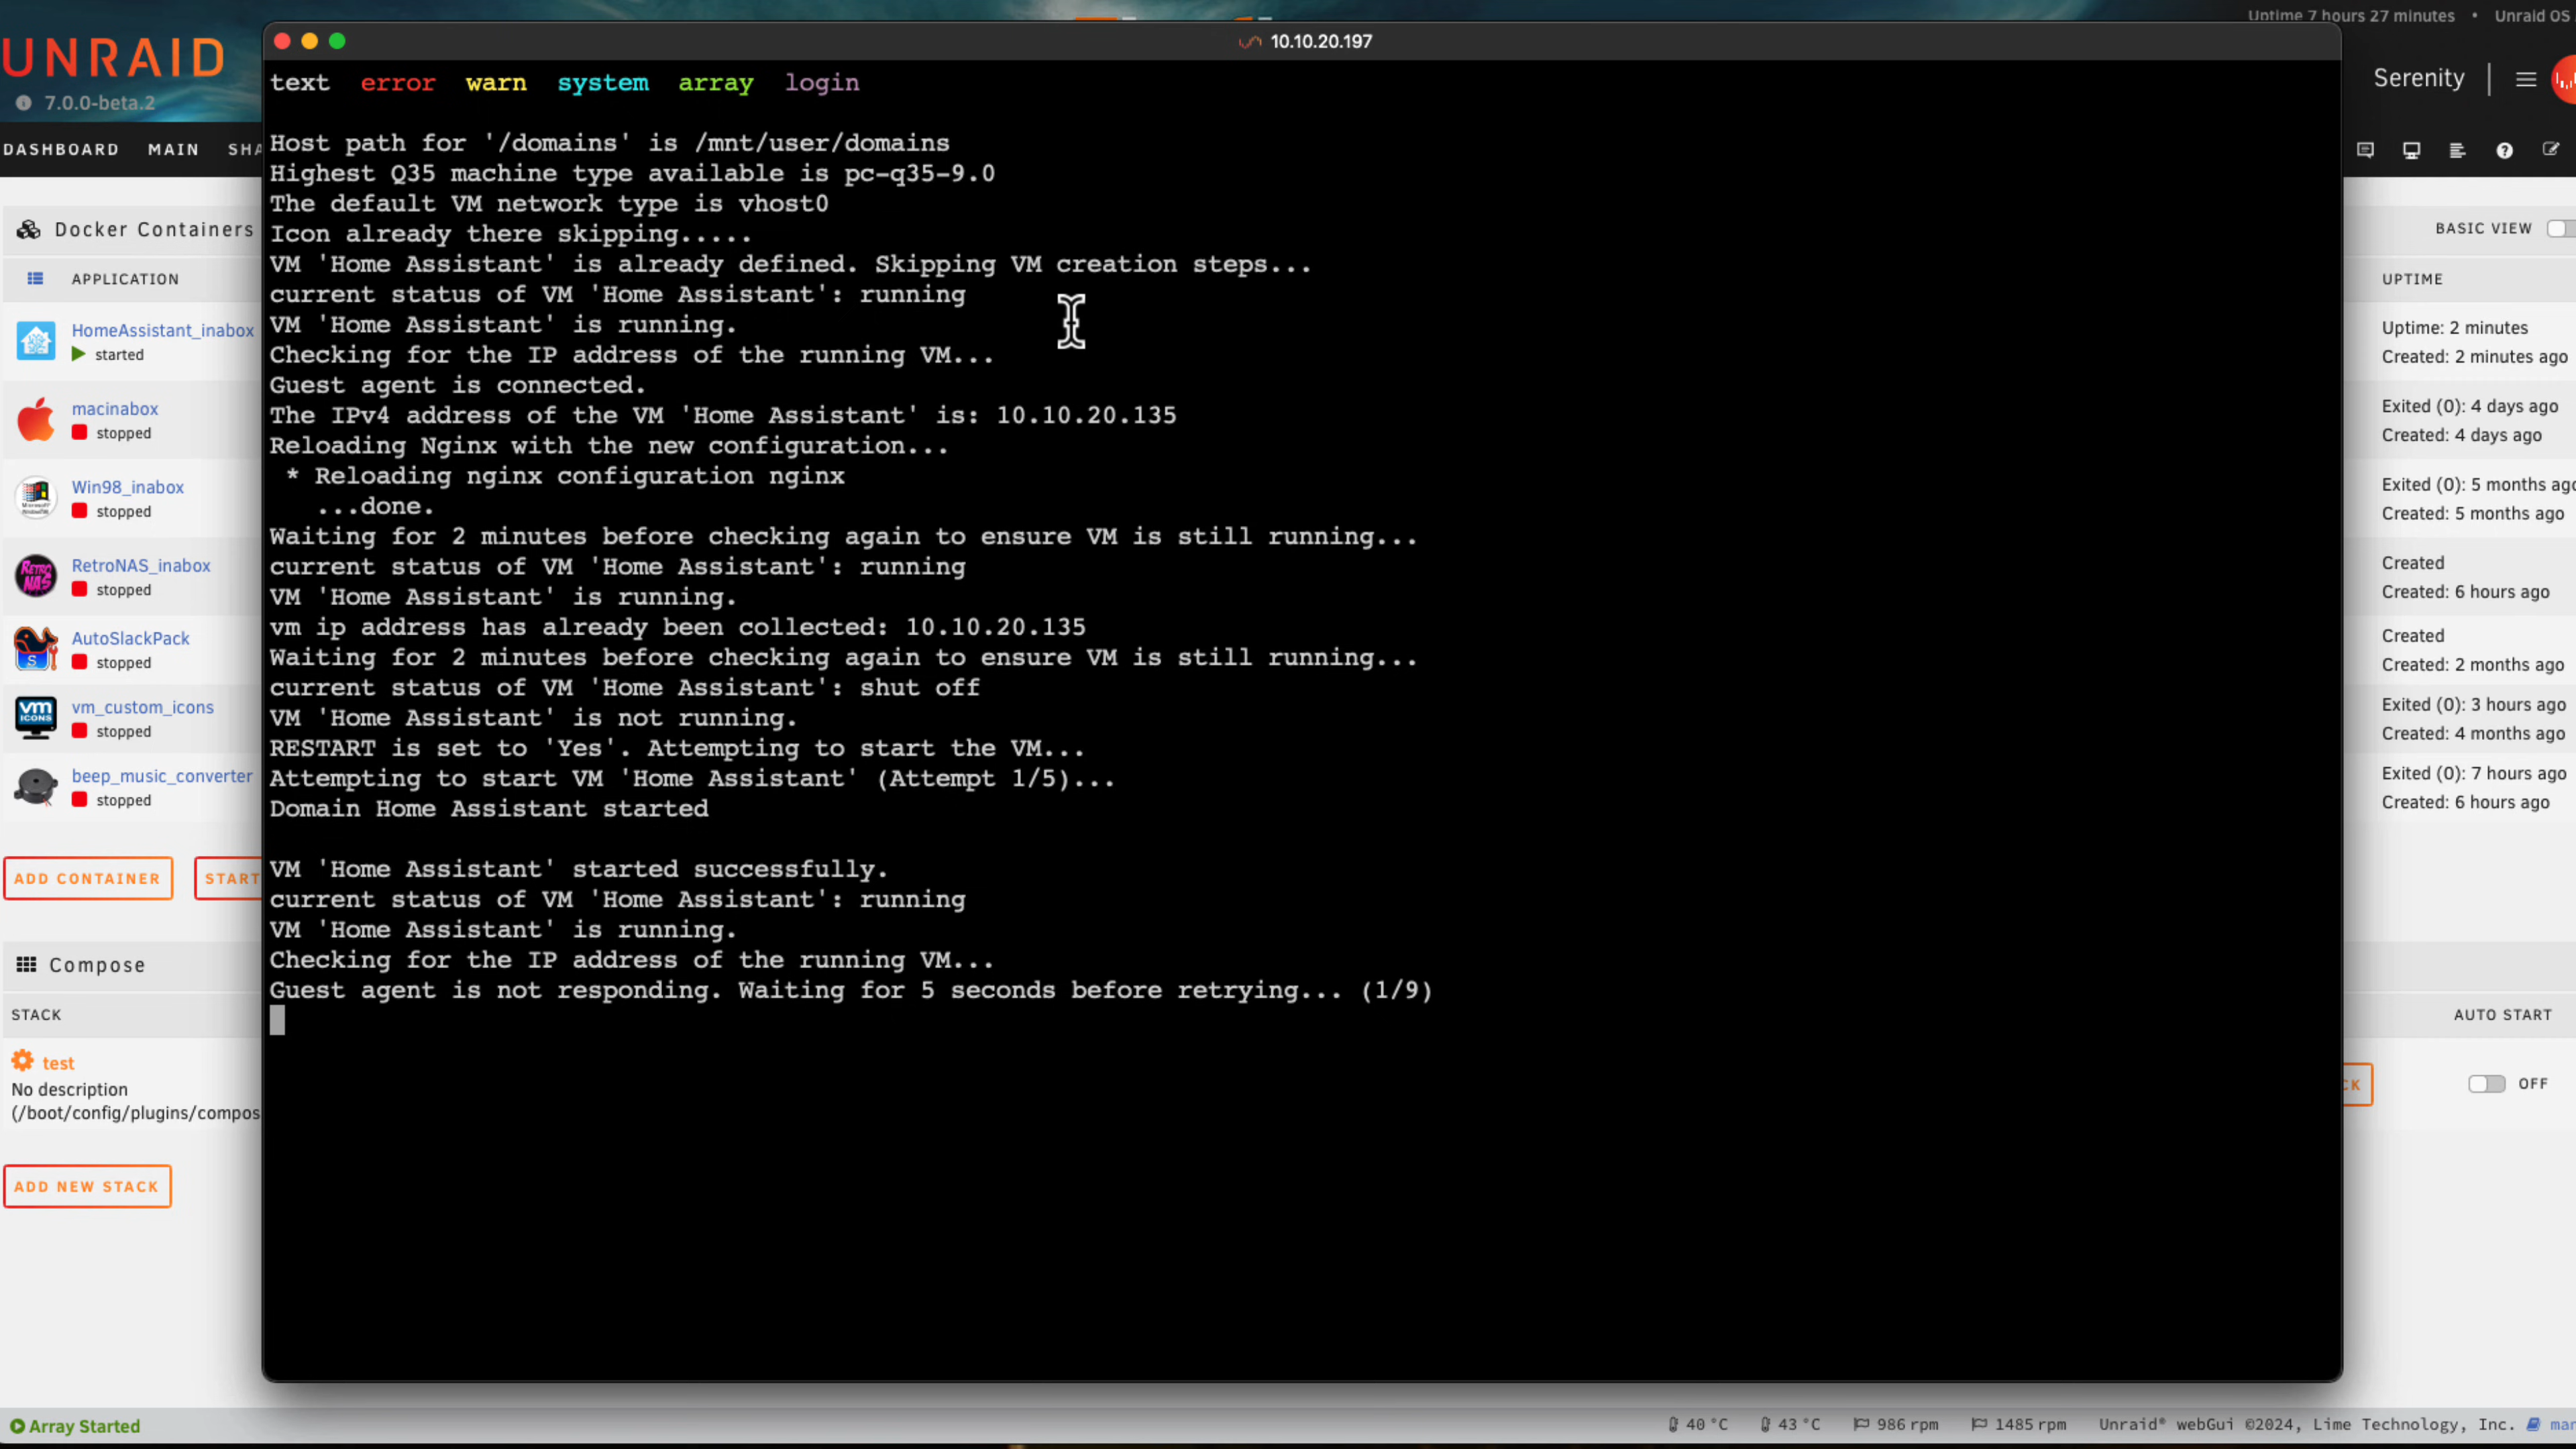 Uptime 7 hours 27 minutes • Unraid OS
UNRAID
7.0.0-beta.2
Serenity
DASHBOARD MAIN SHA
10.10.20.197
text error warn system array login
Host path for '/domains' is /mnt/user/domains
Highest Q35 machine type available is pc-q35-9.0
The default VM network type is vhost0
Icon already there skipping.....
VM 'Home Assistant' is already defined. Skipping VM creation steps...
current status of VM 'Home Assistant': running
VM 'Home Assistant' is running.
Checking for the IP address of the running VM...
Guest agent is connected.
The IPv4 address of the VM 'Home Assistant' is: 10.10.20.135
Reloading Nginx with the new configuration...
* Reloading nginx configuration nginx
...done.
Waiting for 2 minutes before checking again to ensure VM is still running...
current status of VM 'Home Assistant': running
VM 'Home Assistant' is running.
vm ip address has already been collected: 10.10.20.135
Waiting for 2 minutes before checking again to ensure VM is still running...
current status of VM 'Home Assistant': shut off
VM 'Home Assistant' is not running.
RESTART is set to 'Yes'. Attempting to start the VM...
Attempting to start VM 'Home Assistant' (Attempt 1/5)...
Domain Home Assistant started
VM 'Home Assistant' started successfully.
current status of VM 'Home Assistant': running
VM 'Home Assistant' is running.
Checking for the IP address of the running VM...
Guest agent is not responding. Waiting for 5 seconds before retrying... (1/9)
Docker Containers
BASIC VIEW
APPLICATION
UPTIME
HomeAssistant_inabox
started
Uptime: 2 minutes
Created: 2 minutes ago
macinabox
stopped
Exited (0): 4 days ago
Created: 4 days ago
Win98_inabox
stopped
Exited (0): 5 months ago
Created: 5 months ago
RetroNAS_inabox
stopped
Created
Created: 6 hours ago
AutoSlackPack
stopped
Created
Created: 2 months ago
VM ICONS
vm_custom_icons
stopped
Exited (0): 3 hours ago
Created: 4 months ago
beep_music_converter
stopped
Exited (0): 7 hours ago
Created: 6 hours ago
ADD CONTAINER
START
Compose
STACK
AUTO START
test
No description
(/boot/config/plugins/compos
CK
OFF
ADD NEW STACK
Array Started
40 °C 43 °C 986 rpm 1485 rpm Unraid® webGui ©2024, Lime Technology, Inc. man